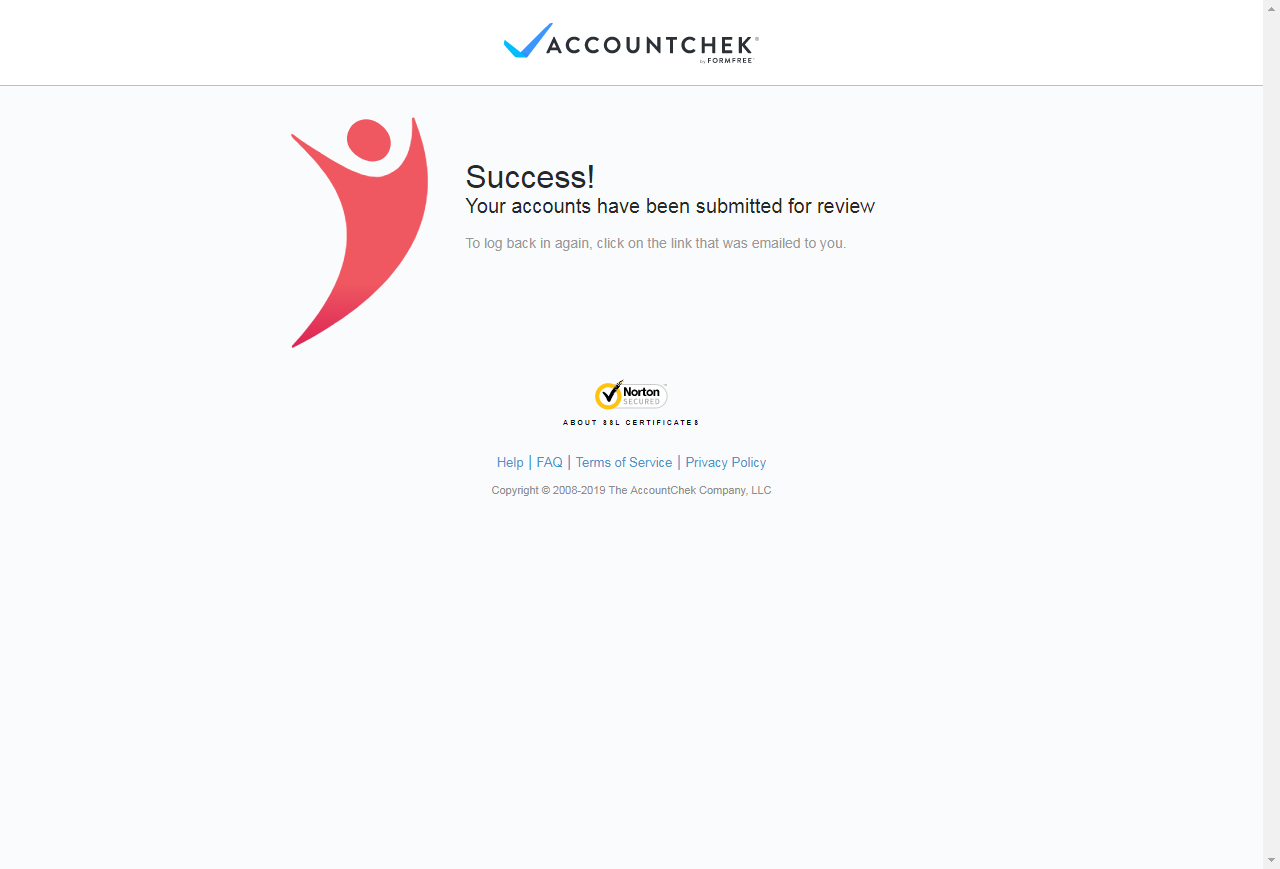 ACCOUNTCHEK®
by FORMFREE
Success!
Your accounts have been submitted for review
To log back in again, click on the link that was emailed to you.
Norton
SECURED
ABOUT SSL CERTIFICATES
Help | FAQ | Terms of Service | Privacy Policy
Copyright © 2008-2019 The AccountChek Company, LLC